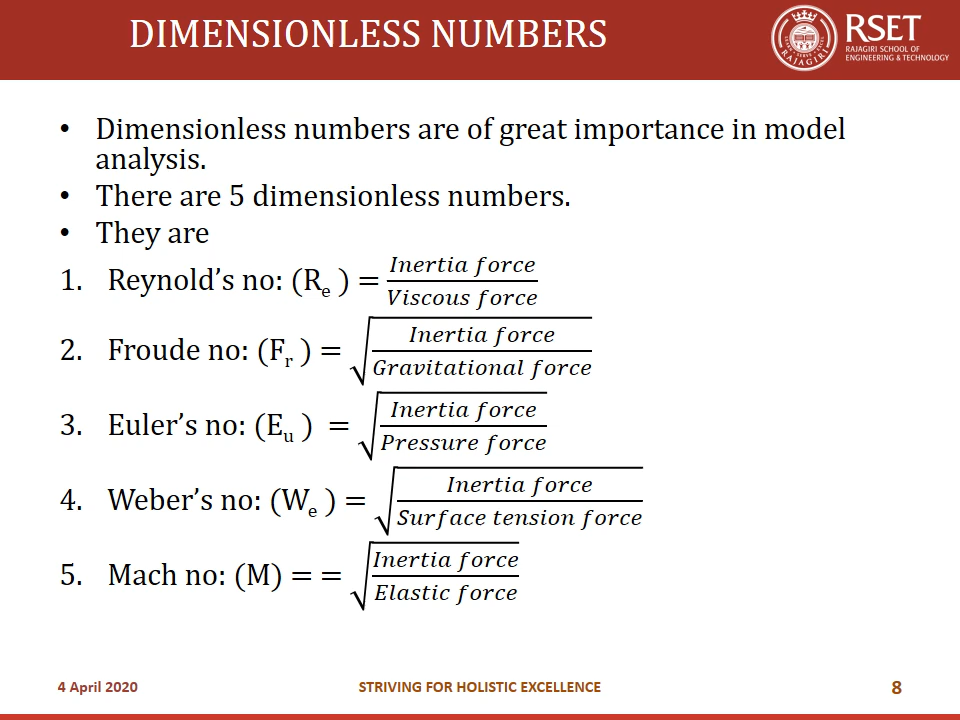 DIMENSIONLESS NUMBERS
RSET
RAJAGIRI SCHOOL OF
ENGINEERING & TECHNOLOGY
RAJAGIRI
• Dimensionless numbers are of great importance in model
analysis.
• There are 5 dimensionless numbers.
• They are
1. Reynold’s no: (Re ) = Inertia force / Viscous force
2. Froude no: (Fr ) = √(Inertia force / Gravitational force)
3. Euler’s no: (Eu ) = √(Inertia force / Pressure force)
4. Weber’s no: (We ) = √(Inertia force / Surface tension force)
5. Mach no: (M) = = √(Inertia force / Elastic force)
4 April 2020
STRIVING FOR HOLISTIC EXCELLENCE
8